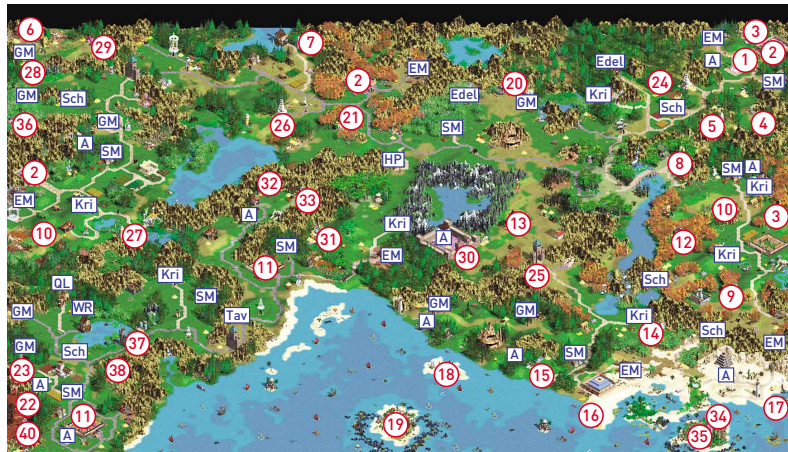 6 3
GM 29 7 EM 2
28 2 EM Edel A 1
GM Sch 20 Edel GM Kri 24 Sch SM
36 GM 26 21 SM 5 4
A SM HP 8
2 32 SM A
EM Kri A 33 Kri Kri
10 27 31 A 13 10 3
SM EM 30 12
11 25 Kri
QL Kri Sch 9
GM WR SM Tav GM GM Kri
37 A 14 Sch
GM Sch A SM EM
23 38 18 15 EM A
A SM
22 11 16 17
40 A 19 34
35